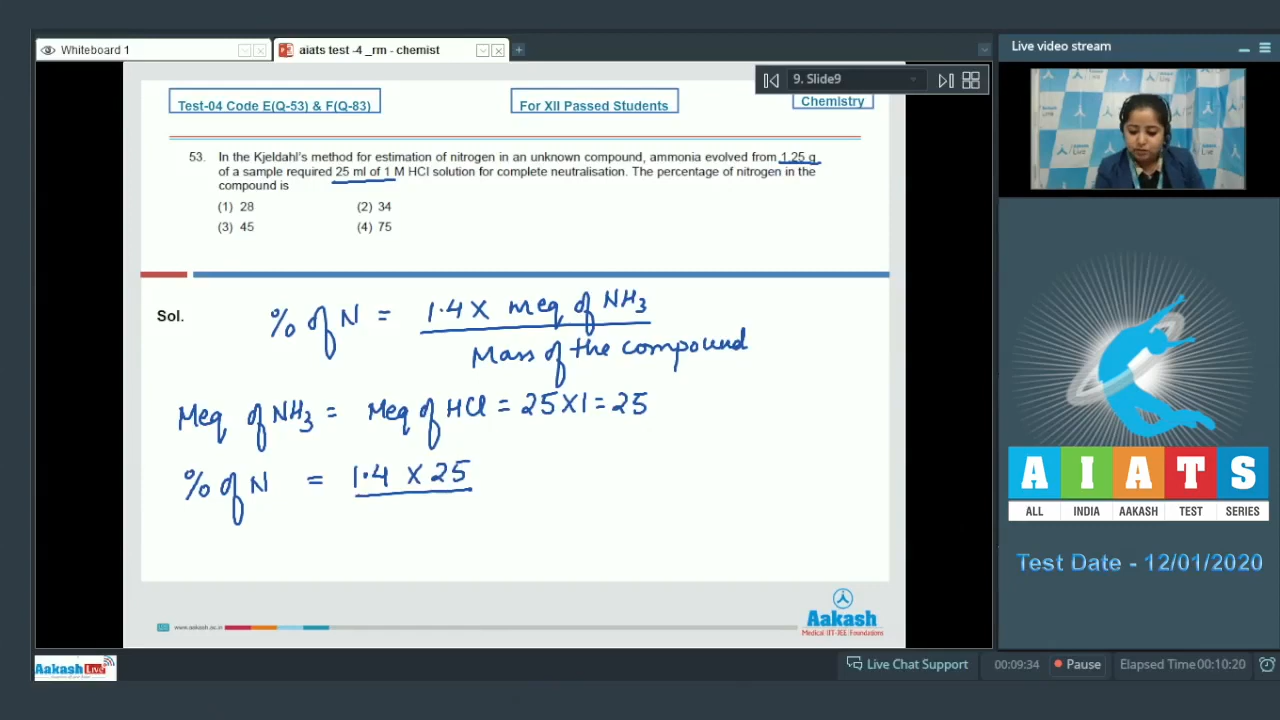 Whiteboard 1
aiats test -4 _rm - chemist
Live video stream
9. Slide9
Test-04 Code E(Q-53) & F(Q-83)
For XII Passed Students
Chemistry
53. In the Kjeldahl's method for estimation of nitrogen in an unknown compound, ammonia evolved from 1.25 g
of a sample required 25 ml of 1 M HCl solution for complete neutralisation. The percentage of nitrogen in the
compound is
(1) 28 (2) 34
(3) 45 (4) 75
Sol.
% of N = 1.4 X meq of NH3
Mass of the compound
Meq of NH3 = Meq of HCl = 25 X 1 = 25
% of N = 1.4 X 25
www.aakash.ac.in
Aakash
Medical|IIT-JEE|Foundations
A I A T S
ALL INDIA AAKASH TEST SERIES
Test Date - 12/01/2020
Aakash Live
Live Chat Support
00:09:34
Pause
Elapsed Time 00:10:20